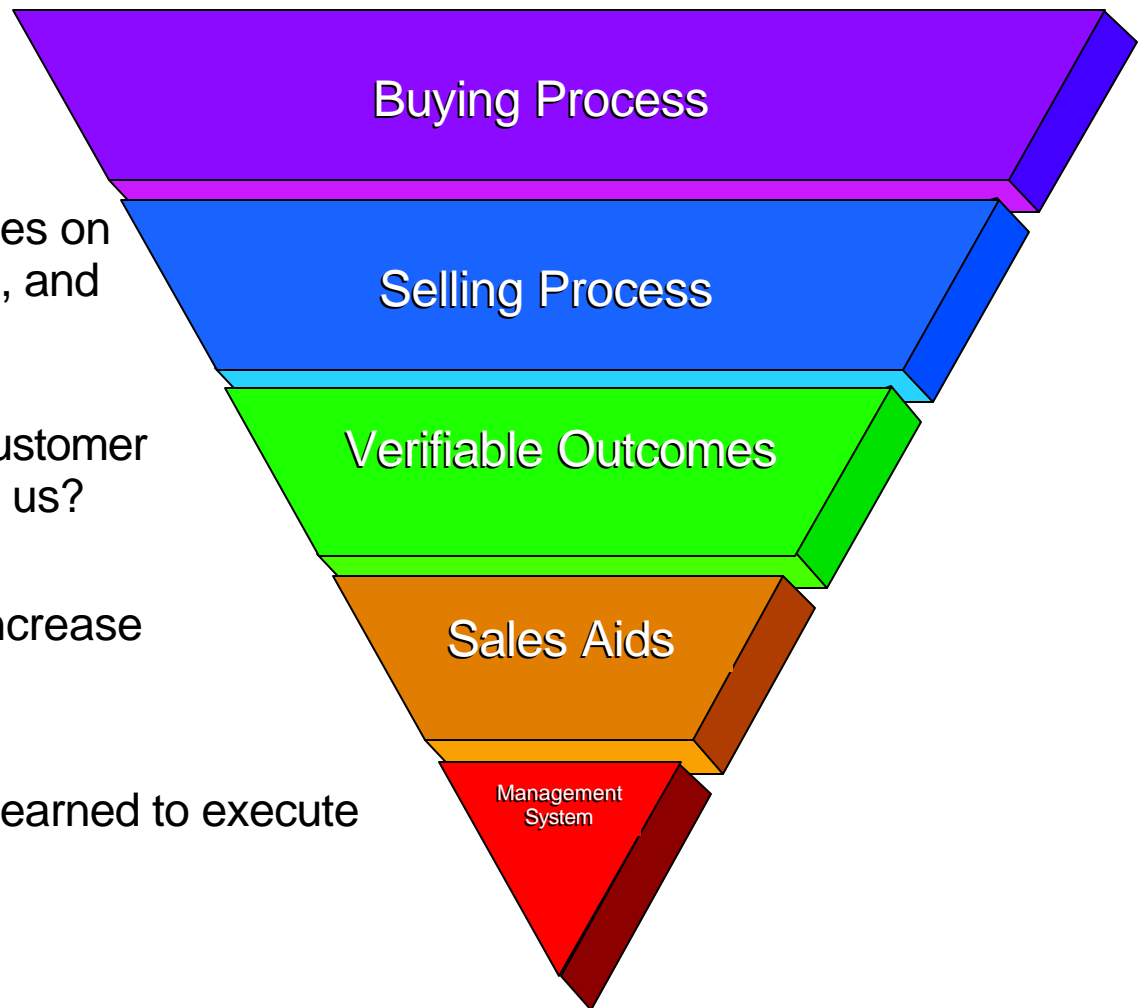 Buying Process
es on
, and
Selling Process
ustomer
us?
Verifiable Outcomes
ncrease
Sales Aids
earned to execute
Management
System